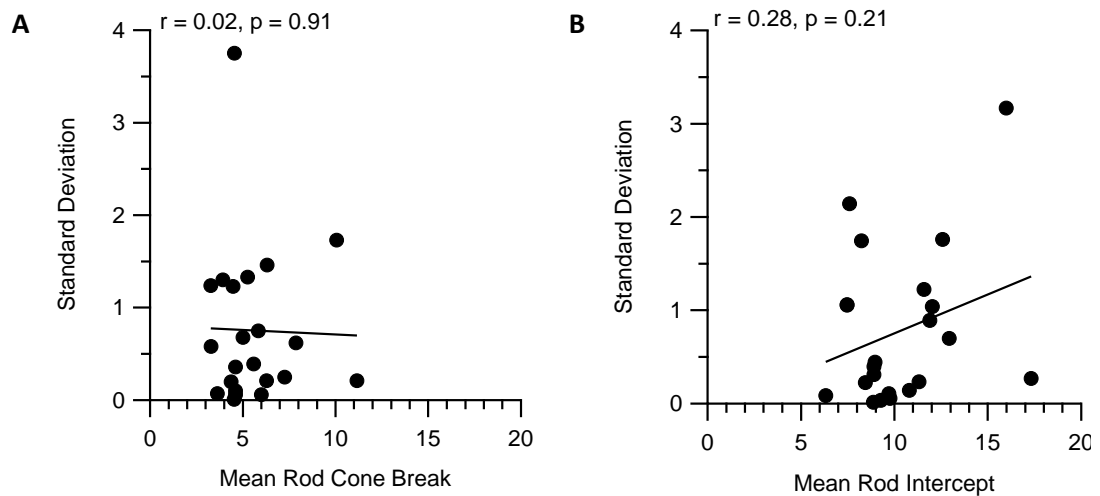 A
r = 0.02, p = 0.91
4
3
2
1
0
Standard Deviation
0 5 10 15 20
Mean Rod Cone Break
B
r = 0.28, p = 0.21
4
3
2
1
0
Standard Deviation
0 5 10 15 20
Mean Rod Intercept